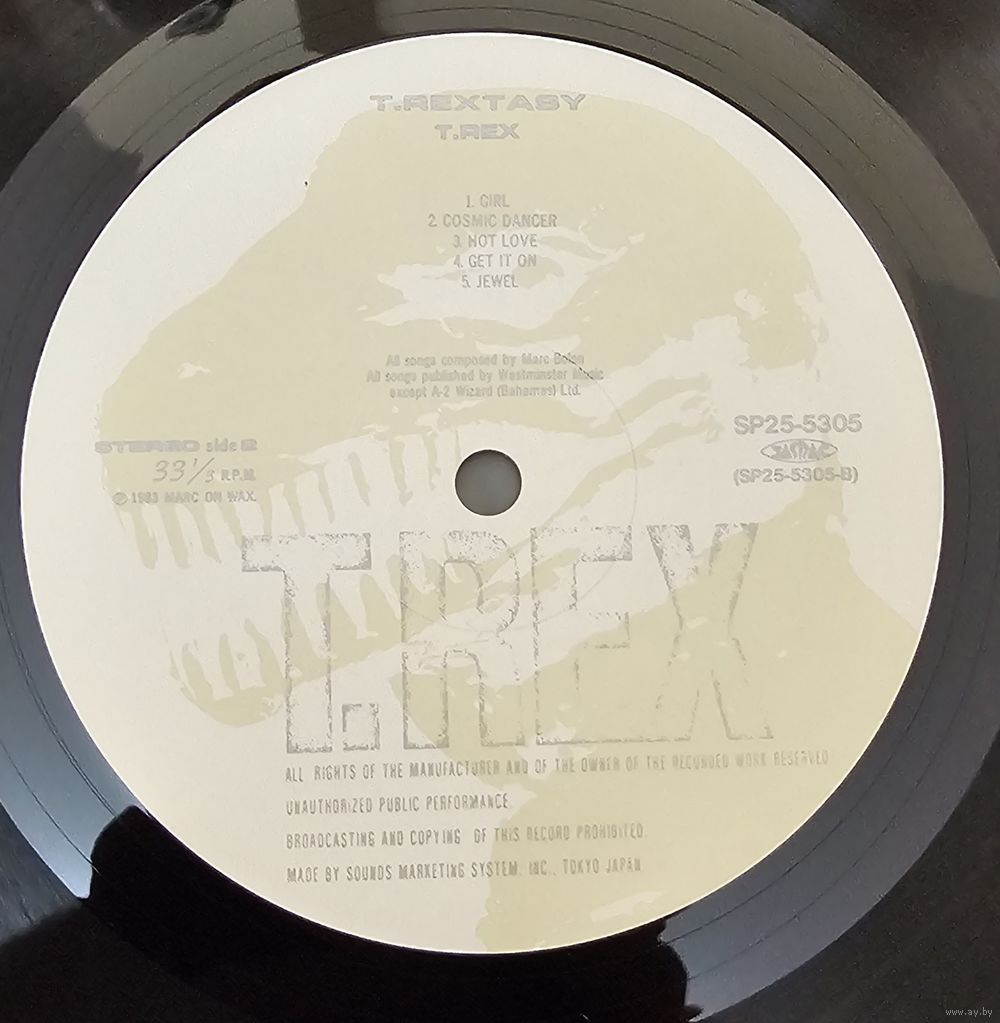 T.REXTASY
T.REX
1. GIRL
2. COSMIC DANCER
3. HOT LOVE
4. GET IT ON
5. JEWEL
All songs composed by Marc Bolan
All songs published by Westminster Music
except A-2 Wizard (Bahamas) Ltd.
STEREO side 2
33⅓ R.P.M.
Ⓟ 1983 MARC ON WAX.
SP25-5305
(SP25-5305-B)
T.REX
ALL RIGHTS OF THE MANUFACTURER AND OF THE OWNER OF THE RECORDED WORK RESERVED
UNAUTHORIZED PUBLIC PERFORMANCE.
BROADCASTING AND COPYING OF THIS RECORD PROHIBITED.
MADE BY SOUNDS MARKETING SYSTEM, INC., TOKYO JAPAN
www.ay.by